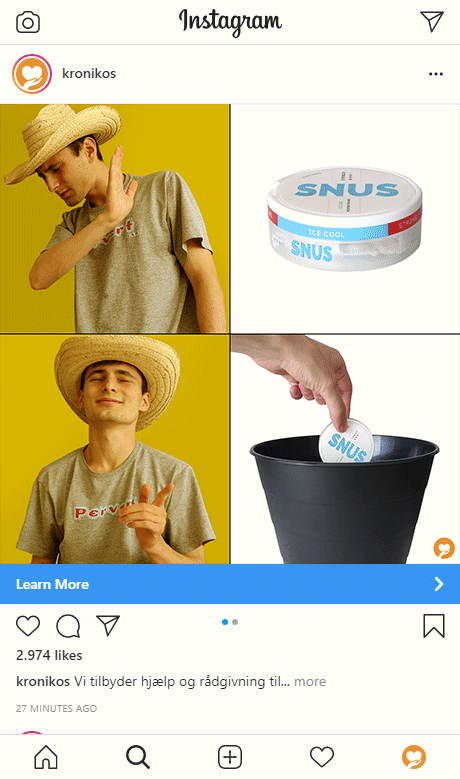 Instagram
kronikos
SNUS
ICE COOL
STRONG
SNUS
SNUS
Pervert
Learn More
2.974 likes
kronikos Vi tilbyder hjælp og rådgivning til... more
27 MINUTES AGO